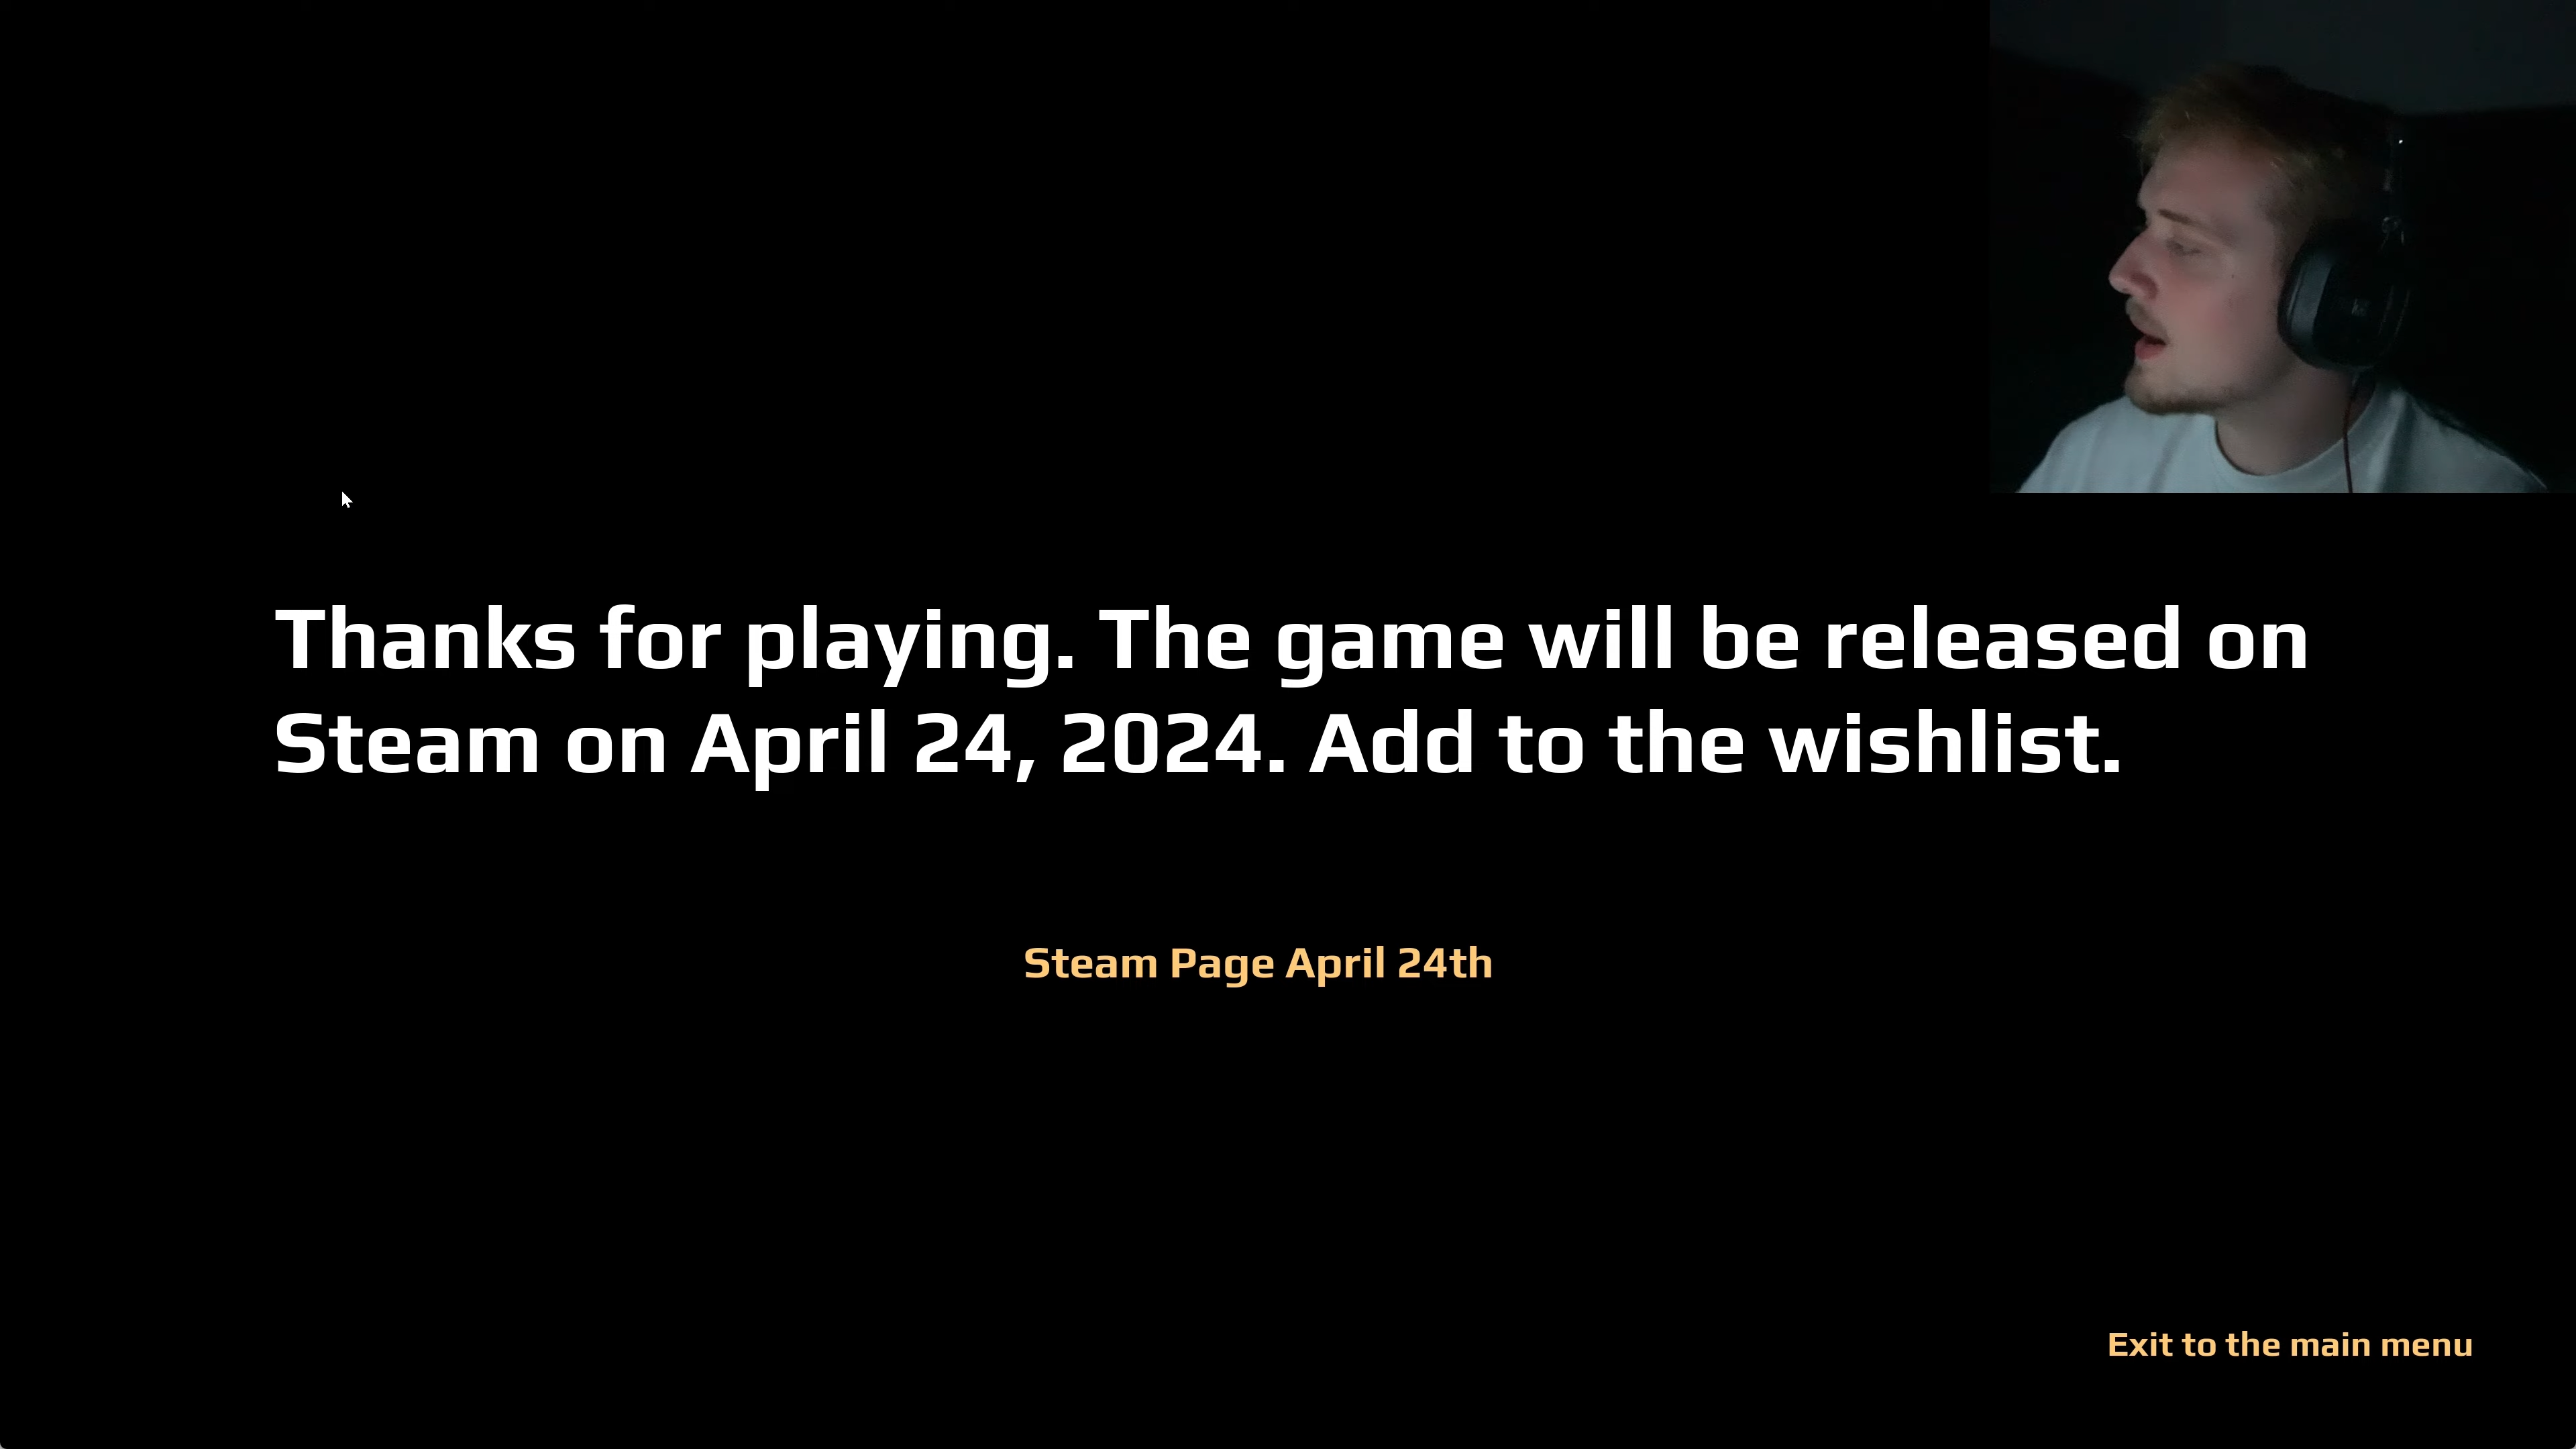 Thanks for playing. The game will be released on
Steam on April 24, 2024. Add to the wishlist.
Steam Page April 24th
Exit to the main menu